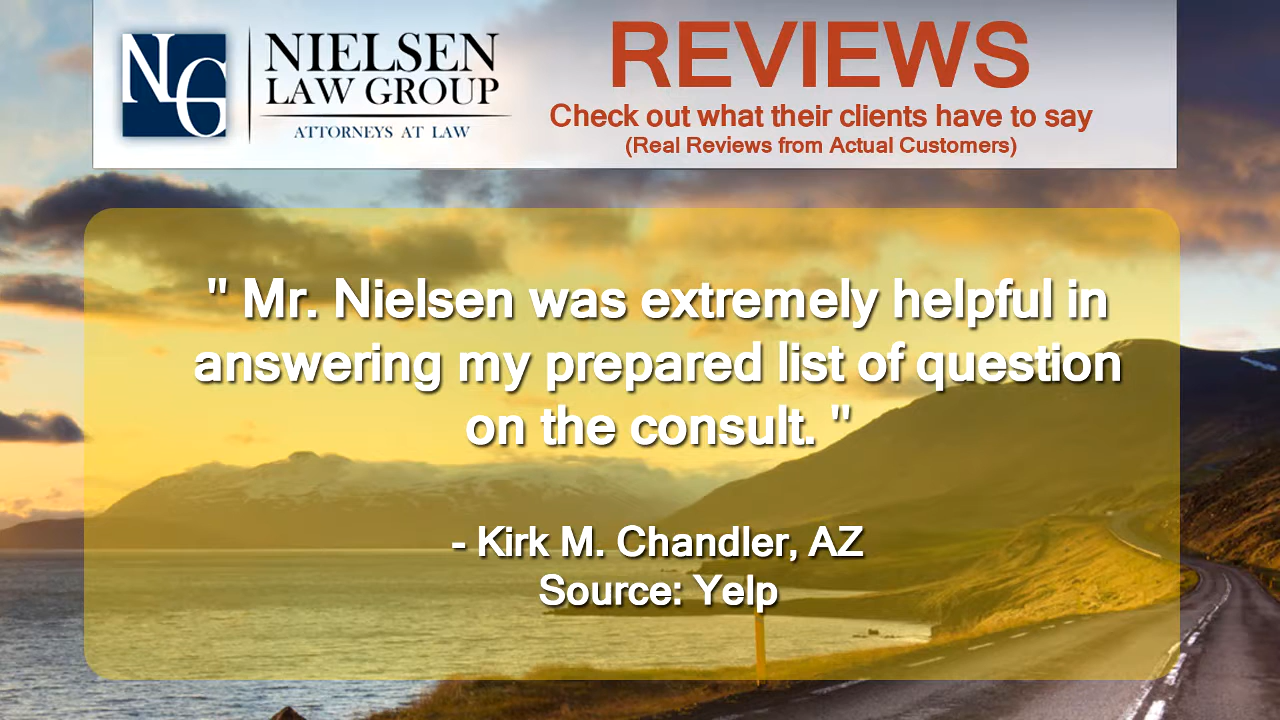 NG
NIELSEN
LAW GROUP
ATTORNEYS AT LAW
REVIEWS
Check out what their clients have to say
(Real Reviews from Actual Customers)
" Mr. Nielsen was extremely helpful in
answering my prepared list of question
on the consult. "
- Kirk M. Chandler, AZ
Source: Yelp